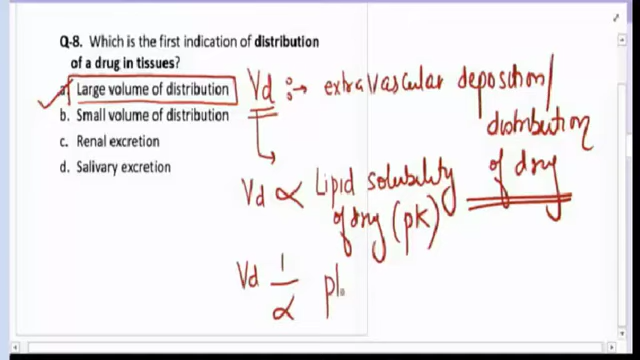 Q-8. Which is the first indication of distribution
of a drug in tissues?
a. Large volume of distribution
b. Small volume of distribution
c. Renal excretion
d. Salivary excretion
Vd :→ extravascular deposition/
distribution
of drug
Vd ∝ Lipid solubility
of drug (pk)
Vd 1/∝ pl